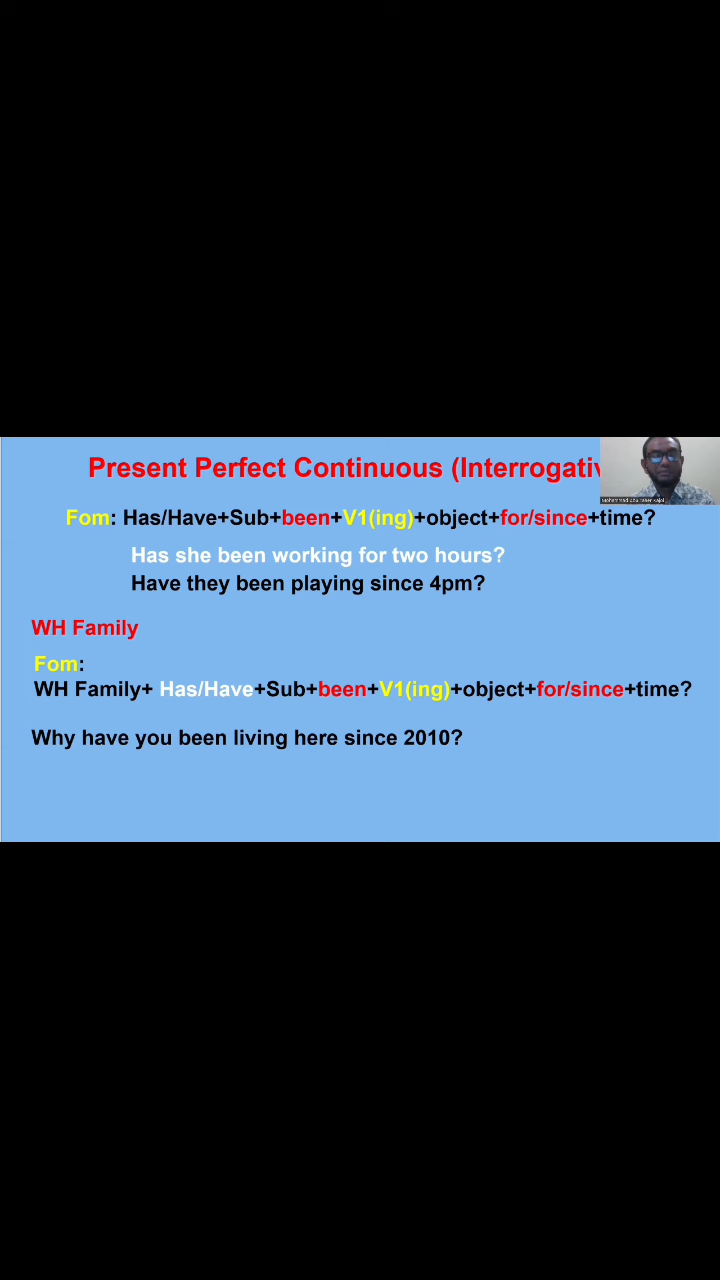 Present Perfect Continuous (Interrogativ
Fom: Has/Have+Sub+been+V1(ing)+object+for/since+time?
Has she been working for two hours?
Have they been playing since 4pm?
WH Family
Fom:
WH Family+ Has/Have+Sub+been+V1(ing)+object+for/since+time?
Why have you been living here since 2010?
Mohammad